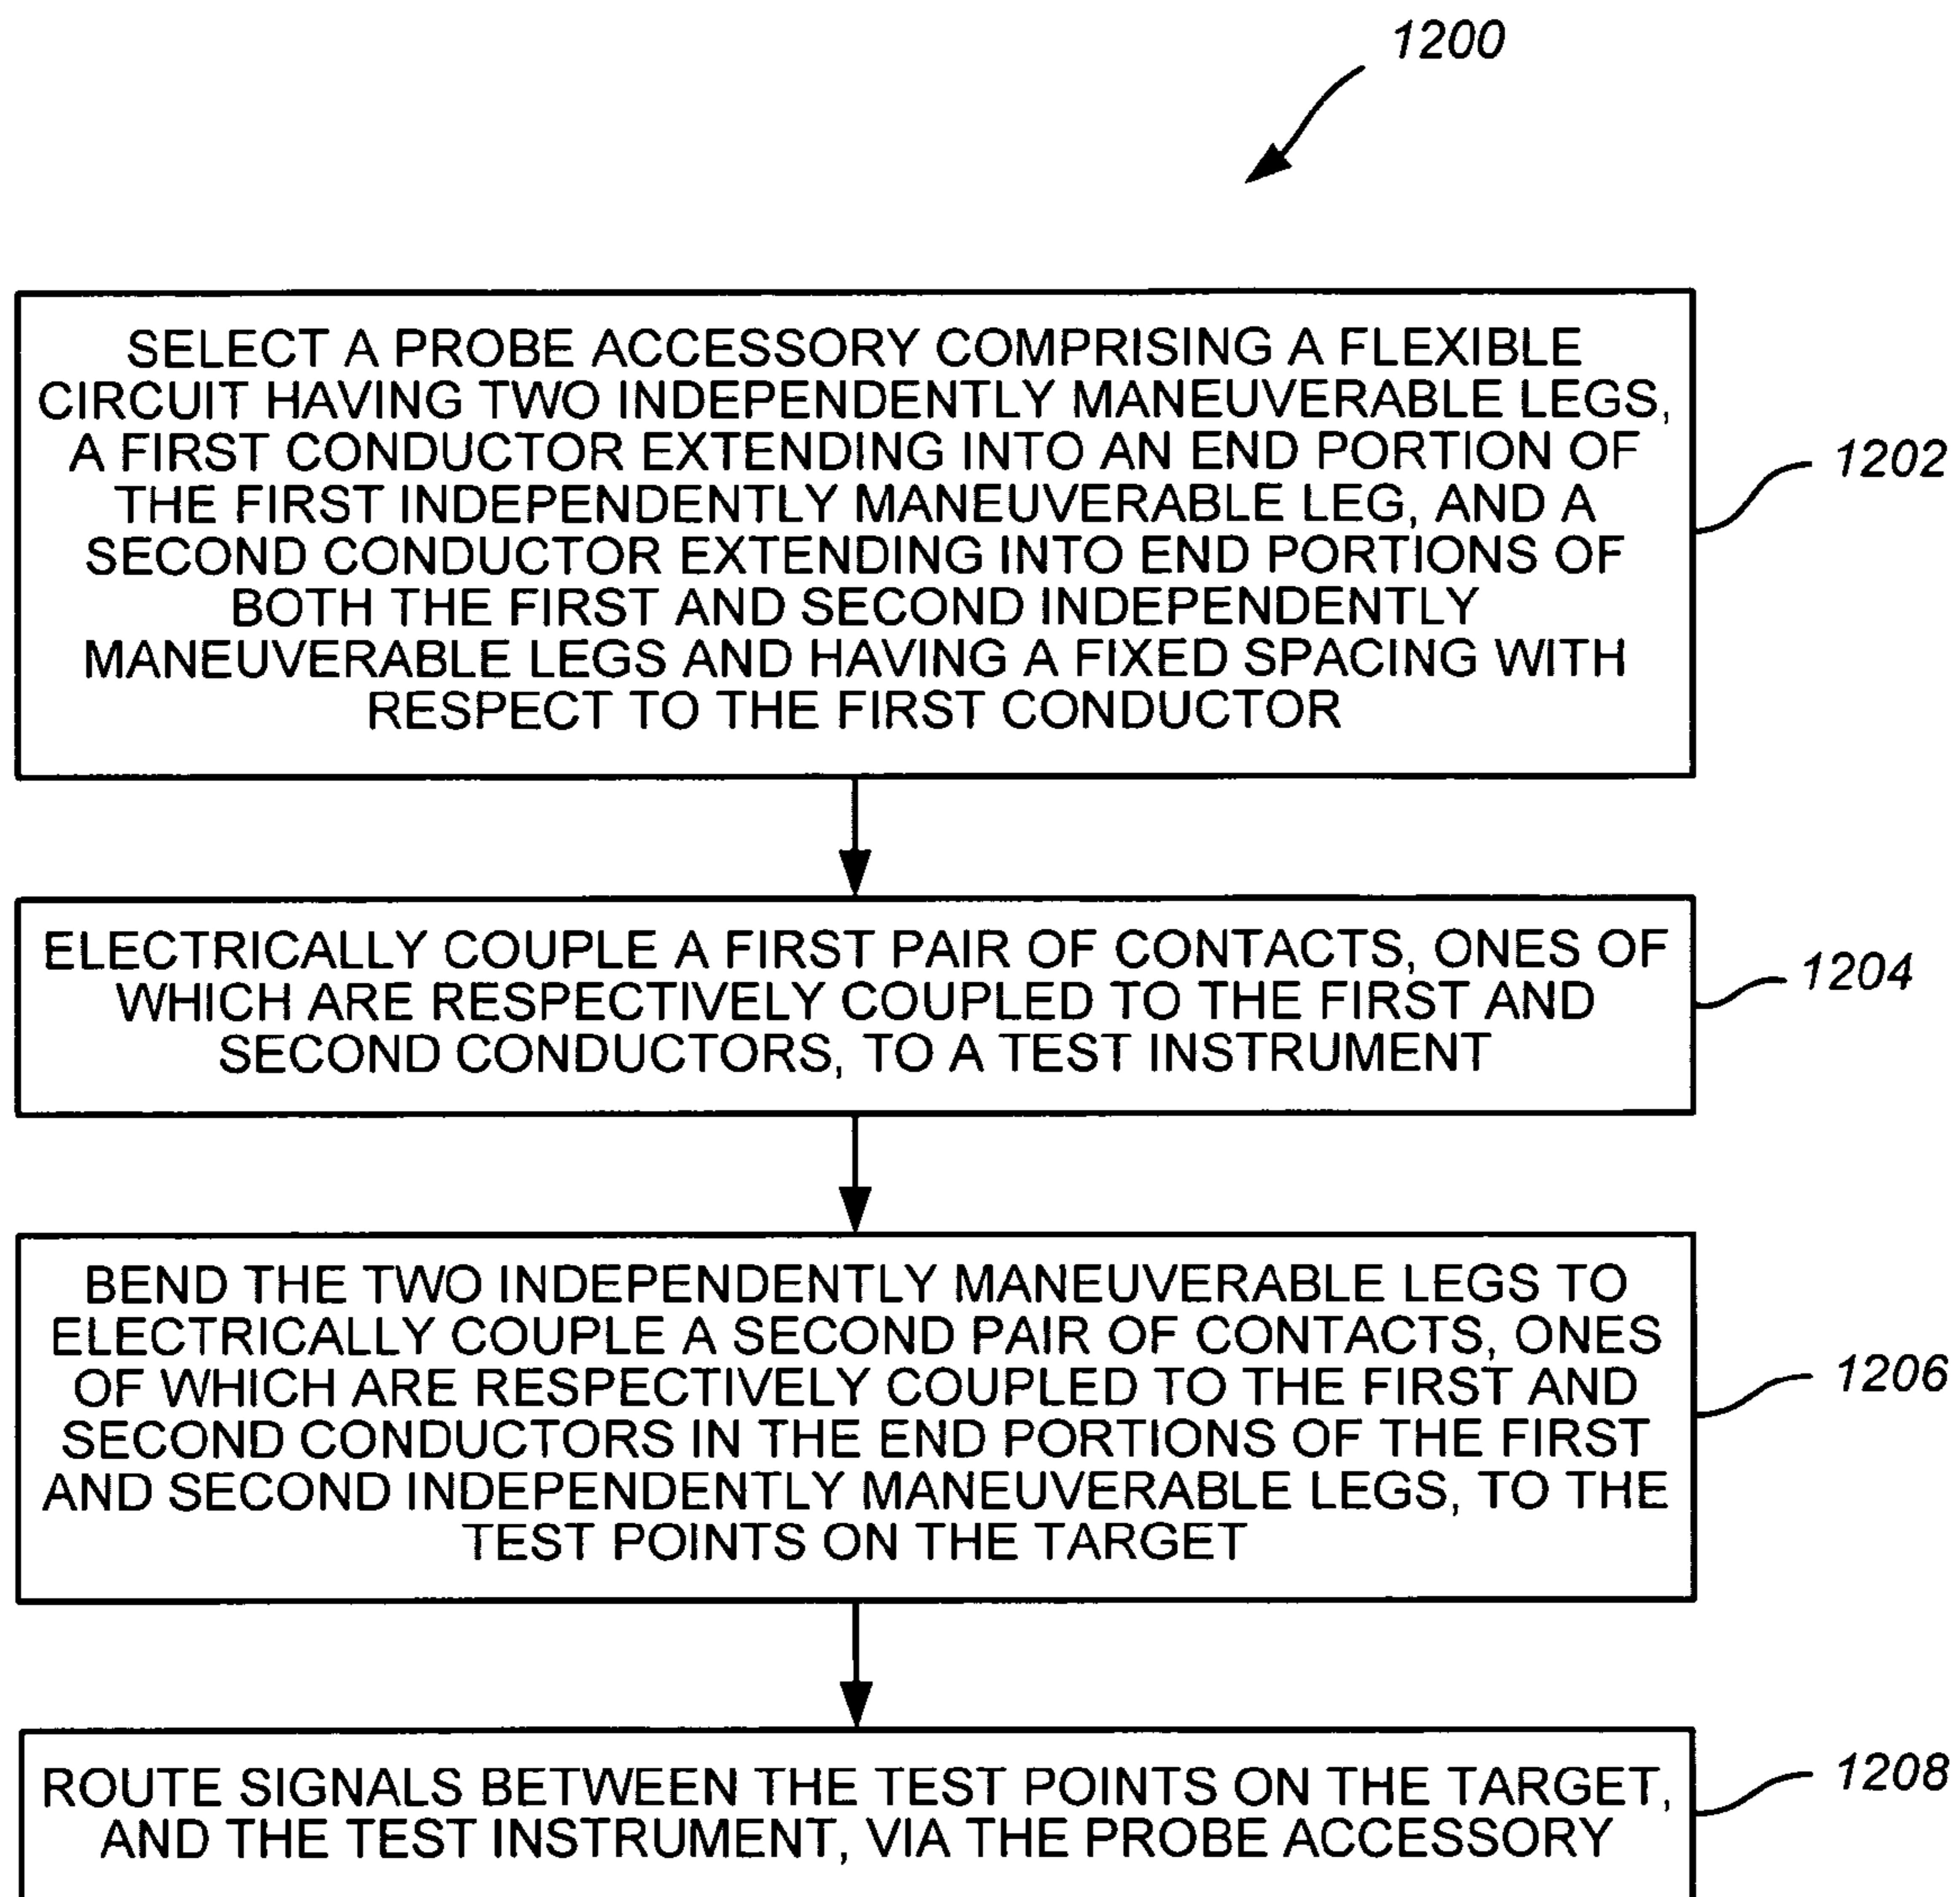 1200
SELECT A PROBE ACCESSORY COMPRISING A FLEXIBLE
CIRCUIT HAVING TWO INDEPENDENTLY MANEUVERABLE LEGS,
A FIRST CONDUCTOR EXTENDING INTO AN END PORTION OF
THE FIRST INDEPENDENTLY MANEUVERABLE LEG, AND A
SECOND CONDUCTOR EXTENDING INTO END PORTIONS OF
BOTH THE FIRST AND SECOND INDEPENDENTLY
MANEUVERABLE LEGS AND HAVING A FIXED SPACING WITH
RESPECT TO THE FIRST CONDUCTOR
1202
ELECTRICALLY COUPLE A FIRST PAIR OF CONTACTS, ONES OF
WHICH ARE RESPECTIVELY COUPLED TO THE FIRST AND
SECOND CONDUCTORS, TO A TEST INSTRUMENT
1204
BEND THE TWO INDEPENDENTLY MANEUVERABLE LEGS TO
ELECTRICALLY COUPLE A SECOND PAIR OF CONTACTS, ONES
OF WHICH ARE RESPECTIVELY COUPLED TO THE FIRST AND
SECOND CONDUCTORS IN THE END PORTIONS OF THE FIRST
AND SECOND INDEPENDENTLY MANEUVERABLE LEGS, TO THE
TEST POINTS ON THE TARGET
1206
ROUTE SIGNALS BETWEEN THE TEST POINTS ON THE TARGET,
AND THE TEST INSTRUMENT, VIA THE PROBE ACCESSORY
1208